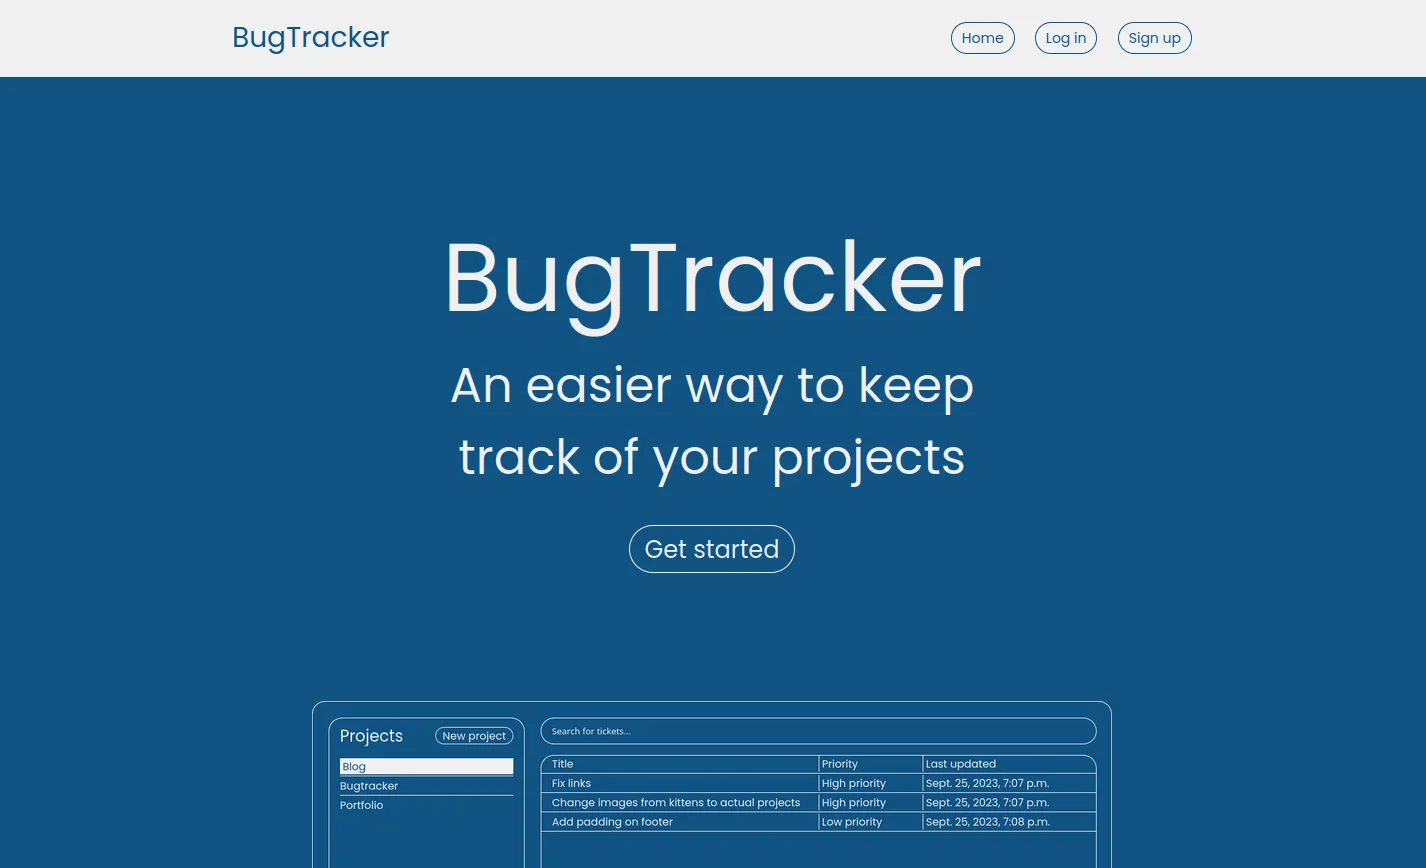 BugTracker
Home Log in Sign up
BugTracker
An easier way to keep
track of your projects
Get started
Projects New project
Blog
Bugtracker
Portfolio
Search for tickets...
Title Priority Last updated
Fix links High priority Sept. 25, 2023, 7:07 p.m.
Change images from kittens to actual projects High priority Sept. 25, 2023, 7:07 p.m.
Add padding on footer Low priority Sept. 25, 2023, 7:08 p.m.